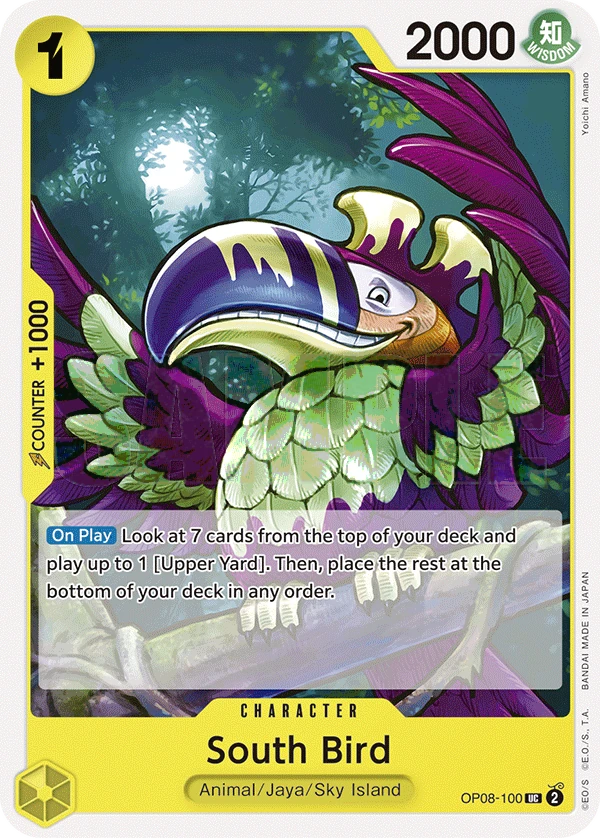 1
2000
知
WISDOM
Yoichi Amano
COUNTER +1000
SAMPLE
On Play Look at 7 cards from the top of your deck and
play up to 1 [Upper Yard]. Then, place the rest at the
bottom of your deck in any order.
CHARACTER
South Bird
Animal/Jaya/Sky Island
OP08-100 UC 2
©E.O/S ©E.O./S., T.A. BANDAI MADE IN JAPAN